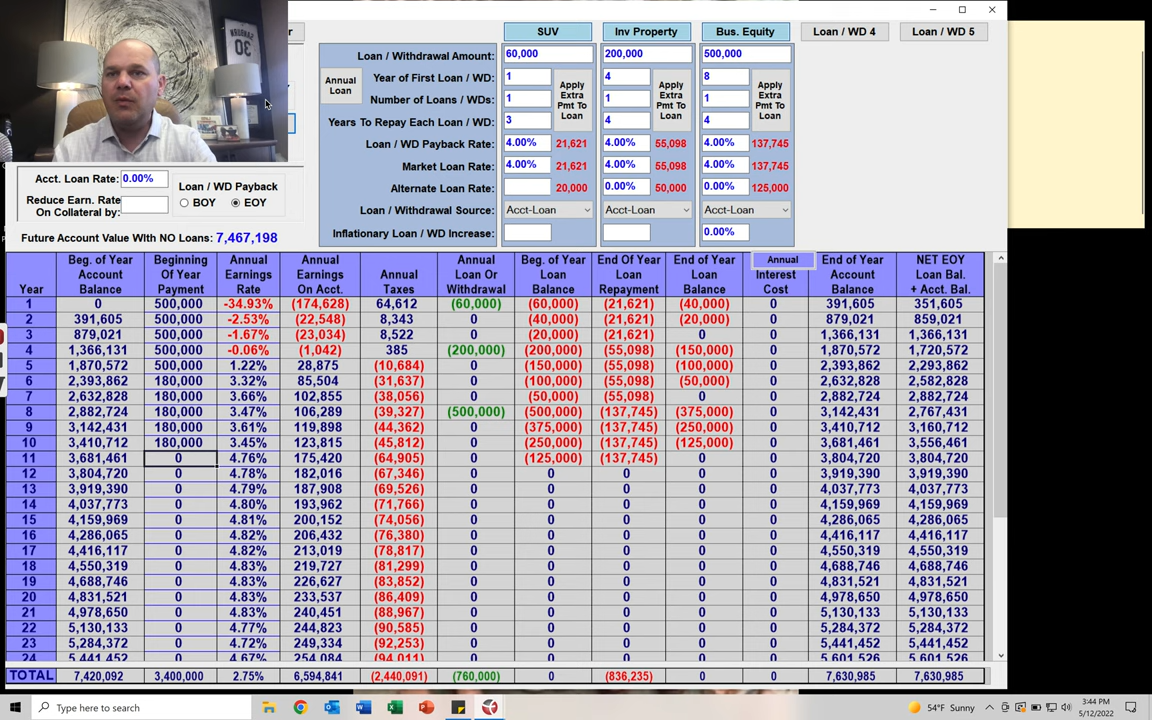 SUV Inv Property Bus. Equity Loan / WD 4 Loan / WD 5
Loan / Withdrawal Amount: 60,000 200,000 500,000
Annual Loan
Year of First Loan / WD: 1 4 8
Number of Loans / WDs: 1 1 1
Years To Repay Each Loan / WD: 3 4 4
Apply Extra Pmt To Loan Apply Extra Pmt To Loan Apply Extra Pmt To Loan
Loan / WD Payback Rate: 4.00% 21,621 4.00% 55,098 4.00% 137,745
Market Loan Rate: 4.00% 21,621 4.00% 55,098 4.00% 137,745
Alternate Loan Rate: 20,000 0.00% 50,000 0.00% 125,000
Loan / Withdrawal Source: Acct-Loan Acct-Loan Acct-Loan
Inflationary Loan / WD Increase: 0.00%
Acct. Loan Rate: 0.00%
Reduce Earn. Rate
On Collateral by:
Loan / WD Payback
BOY EOY
Future Account Value WIth NO Loans: 7,467,198
Year
Beg. of Year Account Balance
Beginning Of Year Payment
Annual Earnings Rate
Annual Earnings On Acct.
Annual Taxes
Annual Loan Or Withdrawal
Beg. of Year Loan Balance
End Of Year Loan Repayment
End of Year Loan Balance
Annual Interest Cost
End Of Year Account Balance
NET EOY Loan Bal. + Acct. Bal.
1 0 500,000 -34.93% (174,628) 64,612 (60,000) (60,000) (21,621) (40,000) 0 391,605 351,605
2 391,605 500,000 -2.53% (22,548) 8,343 0 (40,000) (21,621) (20,000) 0 879,021 859,021
3 879,021 500,000 -1.67% (23,034) 8,522 0 (20,000) (21,621) 0 0 1,366,131 1,366,131
4 1,366,131 500,000 -0.06% (1,042) 385 (200,000) (200,000) (55,098) (150,000) 0 1,870,572 1,720,572
5 1,870,572 500,000 1.22% 28,875 (10,684) 0 (150,000) (55,098) (100,000) 0 2,393,862 2,293,862
6 2,393,862 180,000 3.32% 85,504 (31,637) 0 (100,000) (55,098) (50,000) 0 2,632,828 2,582,828
7 2,632,828 180,000 3.66% 102,855 (38,056) 0 (50,000) (55,098) 0 0 2,882,724 2,882,724
8 2,882,724 180,000 3.47% 106,289 (39,327) (500,000) (500,000) (137,745) (375,000) 0 3,142,431 2,767,431
9 3,142,431 180,000 3.61% 119,898 (44,362) 0 (375,000) (137,745) (250,000) 0 3,410,712 3,160,712
10 3,410,712 180,000 3.45% 123,815 (45,812) 0 (250,000) (137,745) (125,000) 0 3,681,461 3,556,461
11 3,681,461 0 4.76% 175,420 (64,905) 0 (125,000) (137,745) 0 0 3,804,720 3,804,720
12 3,804,720 0 4.78% 182,016 (67,346) 0 0 0 0 0 3,919,390 3,919,390
13 3,919,390 0 4.79% 187,908 (69,526) 0 0 0 0 0 4,037,773 4,037,773
14 4,037,773 0 4.80% 193,962 (71,766) 0 0 0 0 0 4,159,969 4,159,969
15 4,159,969 0 4.81% 200,152 (74,056) 0 0 0 0 0 4,286,065 4,286,065
16 4,286,065 0 4.82% 206,432 (76,380) 0 0 0 0 0 4,416,117 4,416,117
17 4,416,117 0 4.82% 213,019 (78,817) 0 0 0 0 0 4,550,319 4,550,319
18 4,550,319 0 4.83% 219,727 (81,299) 0 0 0 0 0 4,688,746 4,688,746
19 4,688,746 0 4.83% 226,627 (83,852) 0 0 0 0 0 4,831,521 4,831,521
20 4,831,521 0 4.83% 233,537 (86,409) 0 0 0 0 0 4,978,650 4,978,650
21 4,978,650 0 4.83% 240,451 (88,967) 0 0 0 0 0 5,130,133 5,130,133
22 5,130,133 0 4.77% 244,823 (90,585) 0 0 0 0 0 5,284,372 5,284,372
23 5,284,372 0 4.72% 249,334 (92,253) 0 0 0 0 0 5,441,452 5,441,452
24 5,441,452 0 4.67% 254,084 (94,011) 0 0 0 0 0 5,601,526 5,601,526
TOTAL 7,420,092 3,400,000 2.75% 6,594,841 (2,440,091) (760,000) 0 (836,235) 0 0 7,630,985 7,630,985
Type here to search
54°F Sunny
3:44 PM
5/12/2022